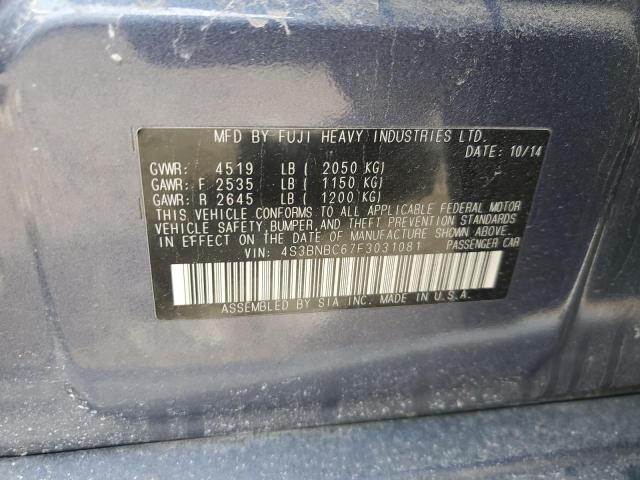 MFD BY FUJI HEAVY INDUSTRIES LTD.
DATE: 10/14
GVWR: 4519 LB ( 2050 KG)
GAWR: F 2535 LB ( 1150 KG)
GAWR: R 2645 LB ( 1200 KG)
THIS VEHICLE CONFORMS TO ALL APPLICABLE FEDERAL MOTOR
VEHICLE SAFETY, BUMPER, AND THEFT PREVENTION STANDARDS
IN EFFECT ON THE DATE OF MANUFACTURE SHOWN ABOVE.
VIN: 4S3BNBC67F3031081 PASSENGER CAR
ASSEMBLED BY SIA INC. MADE IN U.S.A.